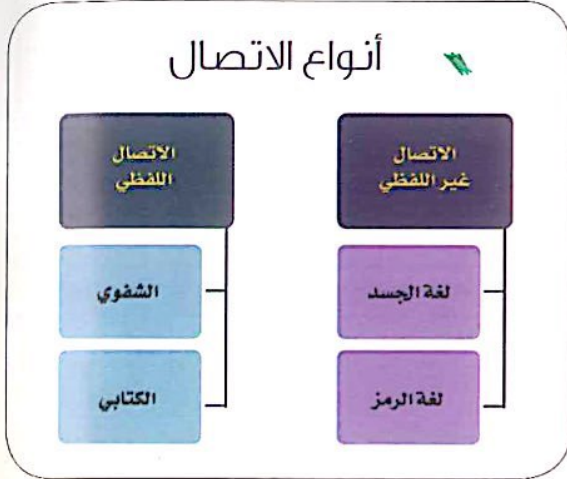 أنواع الاتصال
الاتصال
غير اللفظي
لغة الجسد
لغة الرمز
الاتصال
اللفظي
الشفوي
الكتابي